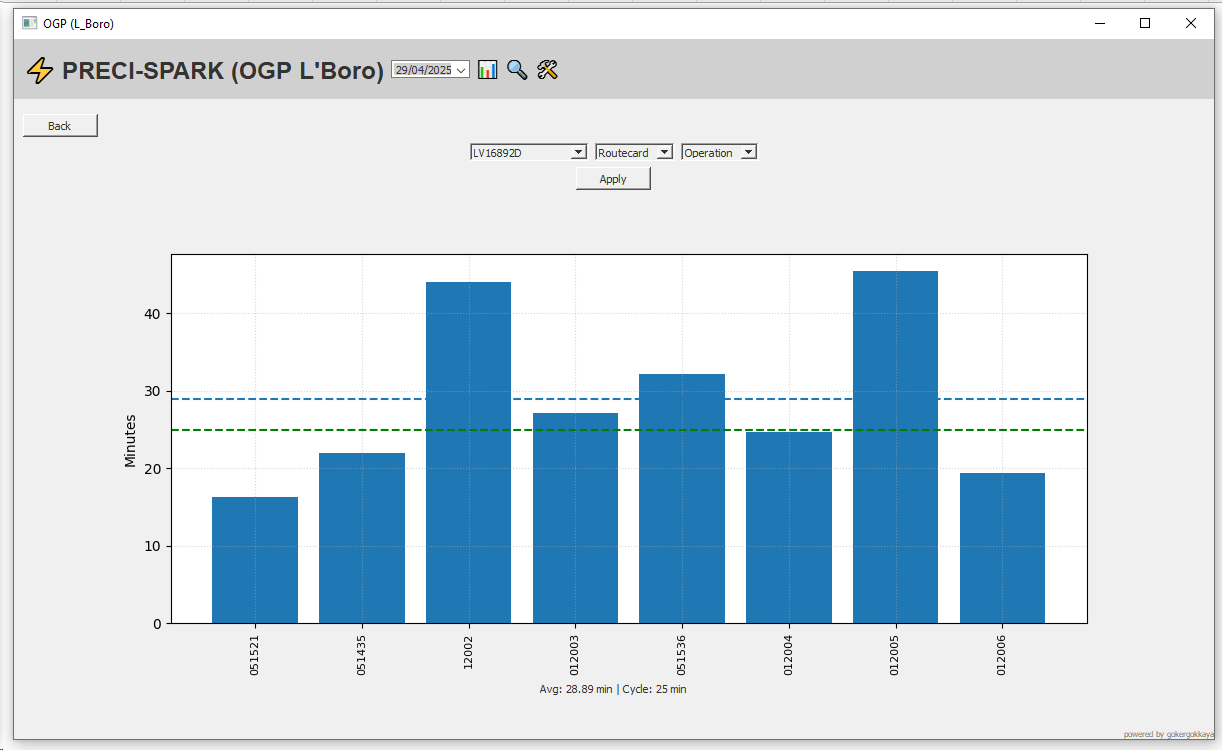 OGP (L_Boro)
PRECI-SPARK (OGP L'Boro) 29/04/2025
Back
LV16892D Routecard Operation
Apply
40
30
20
10
0
Minutes
051521 051435 12002 012003 051536 012004 012005 012006
Avg: 28.89 min | Cycle: 25 min
powered by gokergokkaya